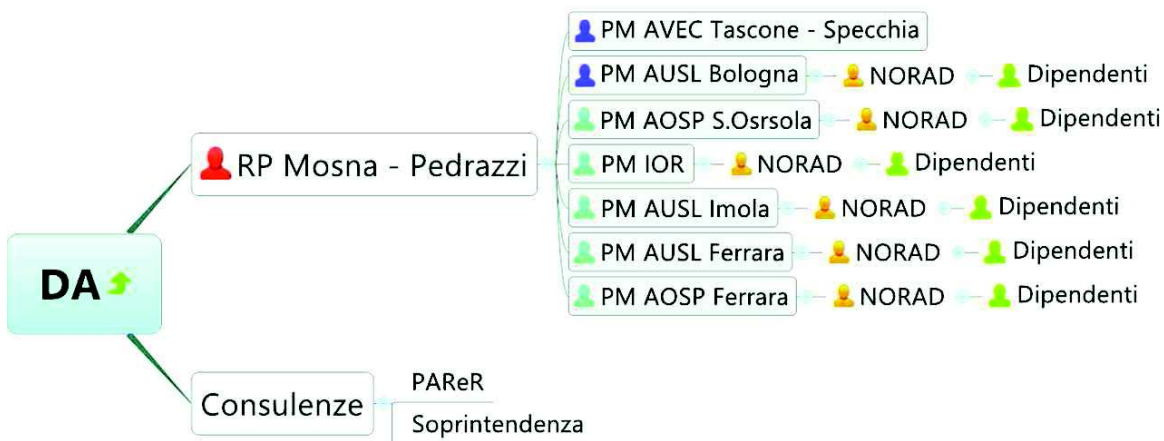 PM AVEC Tascone - Specchia
PM AUSL Bologna NORAD Dipendenti
PM AOSP S.Osrsola NORAD Dipendenti
RP Mosna - Pedrazzi
PM IOR NORAD Dipendenti
PM AUSL Imola NORAD Dipendenti
PM AUSL Ferrara NORAD Dipendenti
DA
PM AOSP Ferrara NORAD Dipendenti
Consulenze
PAReR
Soprintendenza